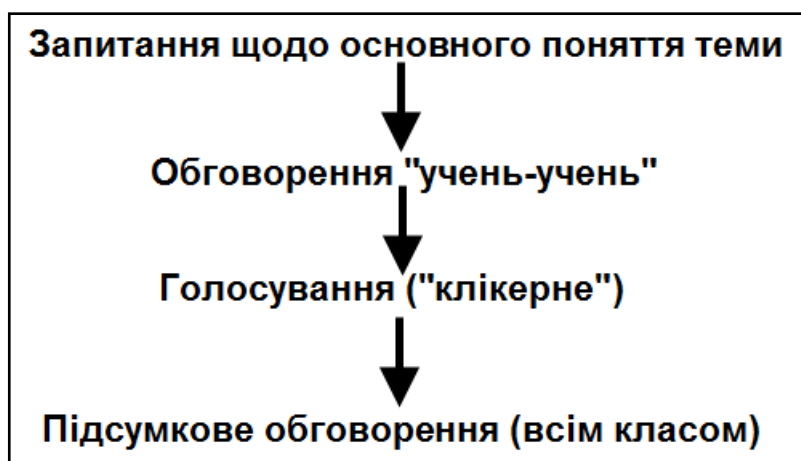 Запитання щодо основного поняття теми
Обговорення "учень-учень"
Голосування ("клікерне")
Підсумкове обговорення (всім класом)